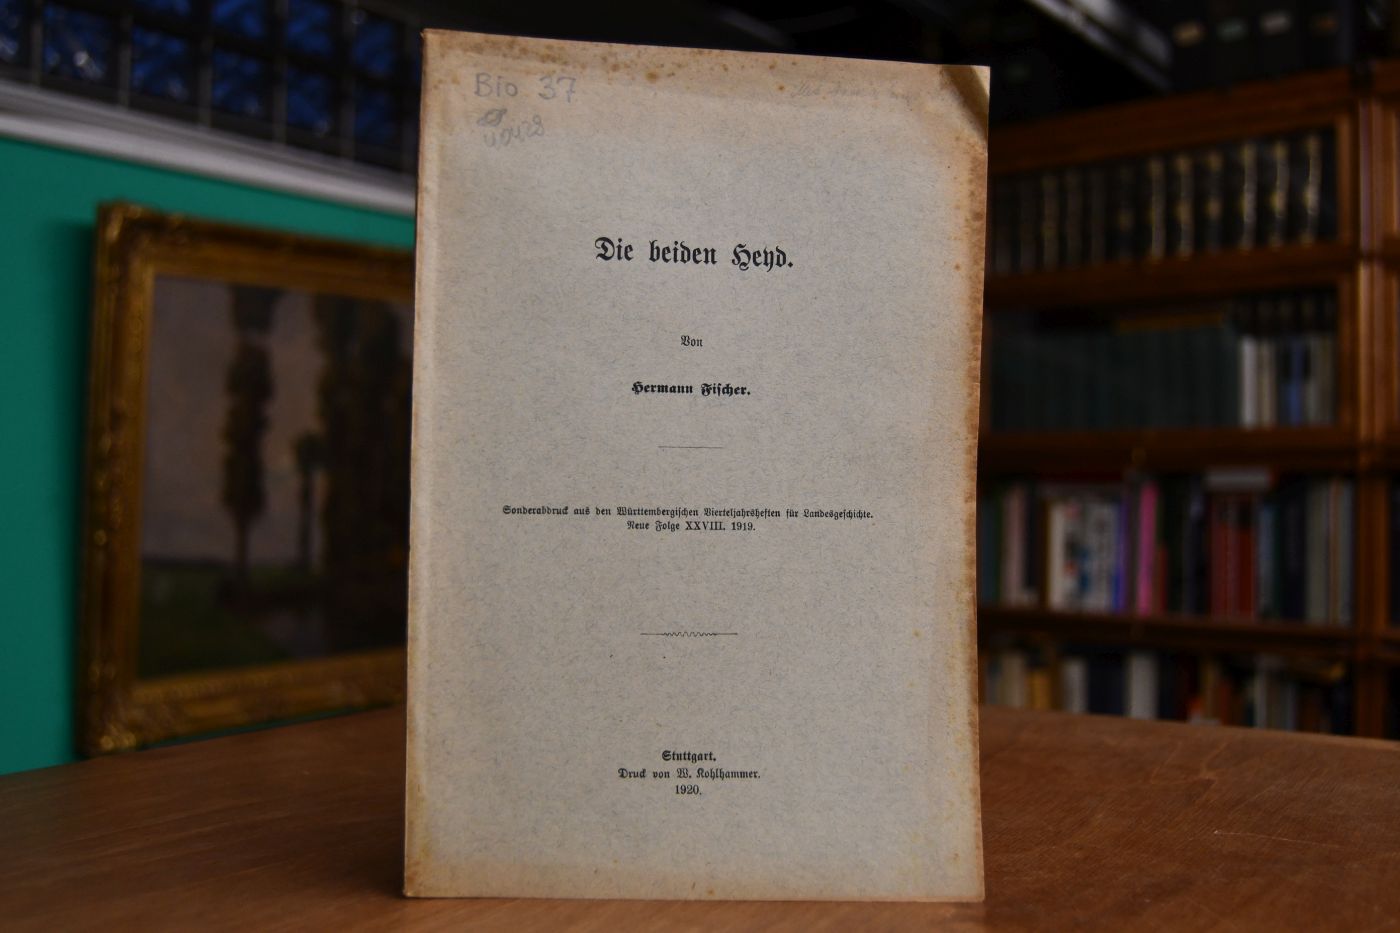 Bio 37
Die beiden Heyd.
Von
Hermann Fischer.
Sonderabdruck aus den Württembergischen Vierteljahrsheften für Landesgeschichte.
Neue Folge XXVIII. 1919.
Stuttgart.
Druck von W. Kohlhammer.
1920.